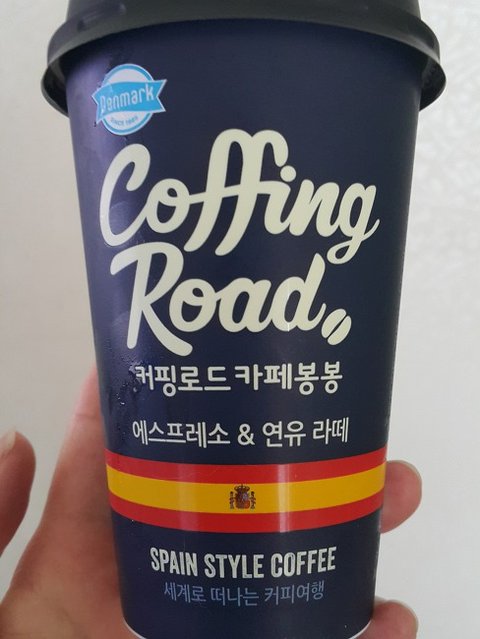 Denmark
SINCE 1985
Coffing
Road
커핑로드 카페봉봉
에스프레소 & 연유 라떼
SPAIN STYLE COFFEE
세계로 떠나는 커피여행